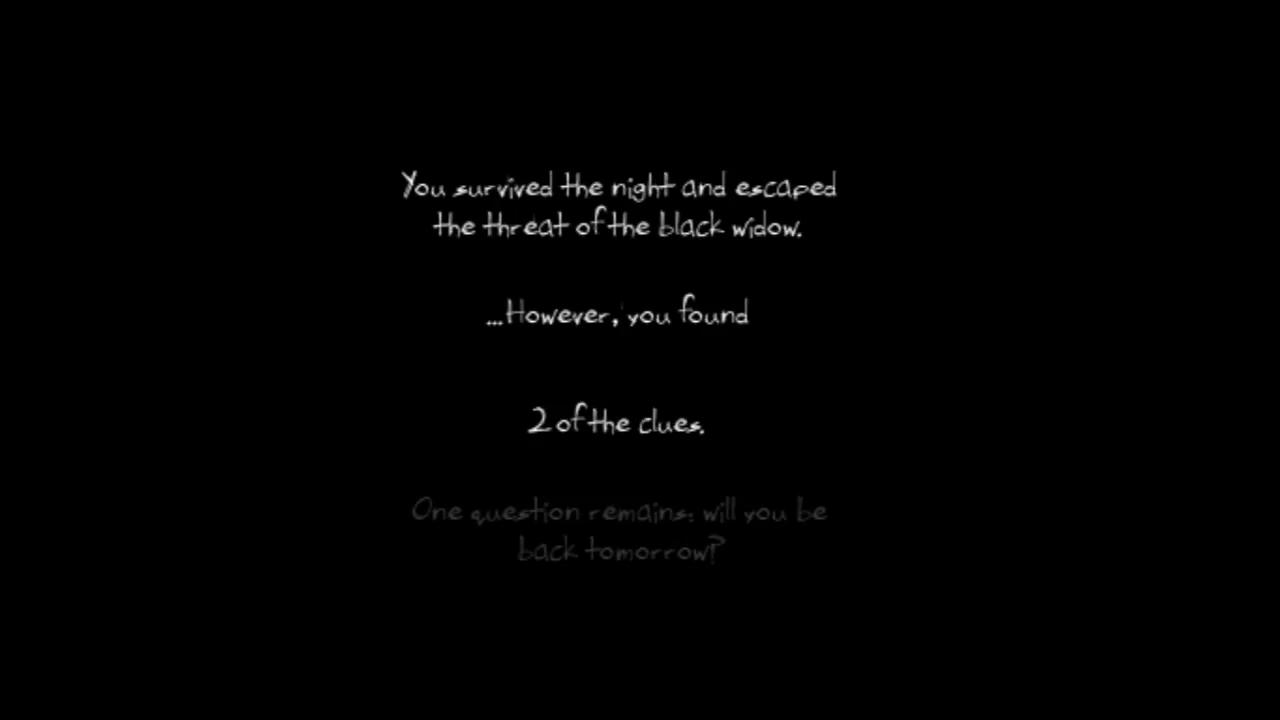 You survived the night and escaped
the threat of the black widow.
...However, you found
2 of the clues.
One question remains: will you be
back tomorrow?